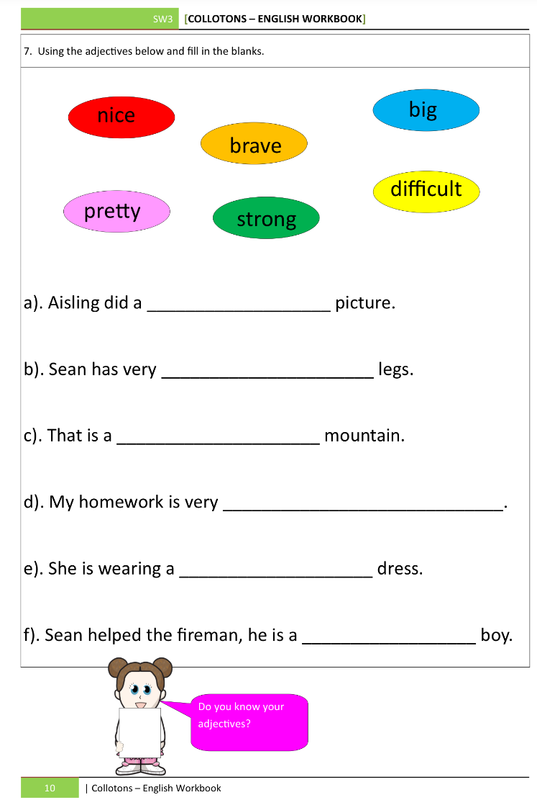 SW3 [COLLOTONS – ENGLISH WORKBOOK]
7. Using the adjectives below and fill in the blanks.
nice
brave
big
pretty
strong
difficult
a). Aisling did a ____________________ picture.
b). Sean has very _______________________ legs.
c). That is a ______________________ mountain.
d). My homework is very ______________________________.
e). She is wearing a _____________________ dress.
f). Sean helped the fireman, he is a ___________________ boy.
Do you know your
adjectives?
10 | Collotons – English Workbook